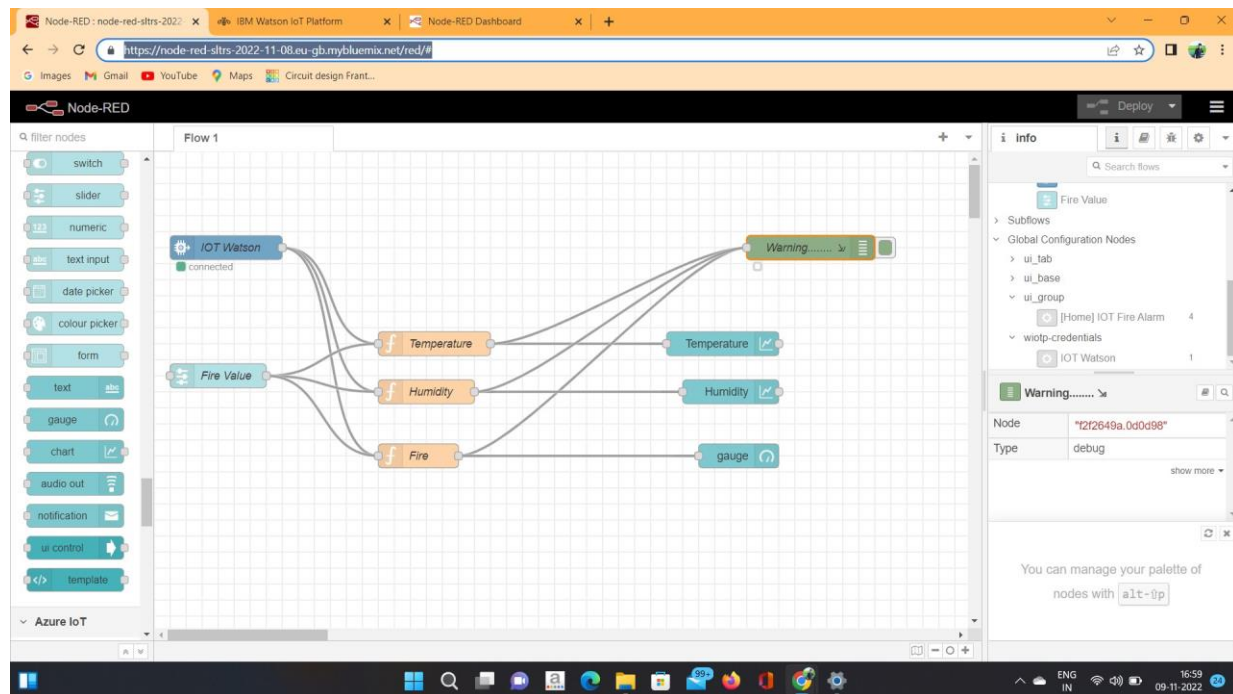 Node-RED : node-red-sltrs-2022-
IBM Watson IoT Platform
Node-RED Dashboard
https://node-red-sltrs-2022-11-08.eu-gb.mybluemix.net/red/#
Images
Gmail
YouTube
Maps
Circuit design Frant...
Node-RED
Deploy
filter nodes
Flow 1
info
Search flows
switch
slider
123 numeric
abc text input
date picker
colour picker
form
text abc
gauge
chart
audio out
notification
ui control
</> template
Azure IoT
IOT Watson
connected
Fire Value
f Temperature
f Humidity
f Fire
Warning........
Temperature
Humidity
gauge
Fire Value
Subflows
Global Configuration Nodes
ui_tab
ui_base
ui_group
[Home] IOT Fire Alarm 4
wiotp-credentials
IOT Watson 1
Warning........
Node "f2f2649a.0d0d98"
Type debug
show more
You can manage your palette of
nodes with alt-⇧p
99+
ENG
IN
16:59
09-11-2022
24